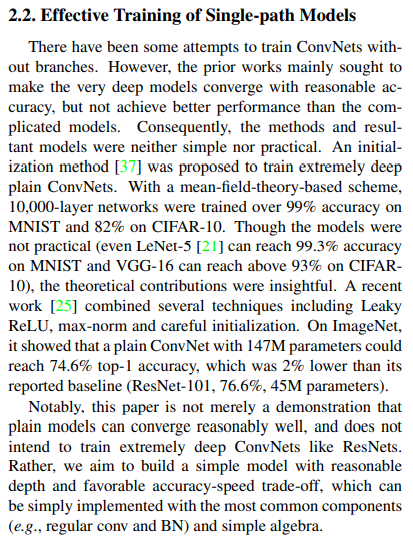 2.2. Effective Training of Single-path Models
There have been some attempts to train ConvNets with-
out branches. However, the prior works mainly sought to
make the very deep models converge with reasonable ac-
curacy, but not achieve better performance than the com-
plicated models. Consequently, the methods and resul-
tant models were neither simple nor practical. An initial-
ization method [37] was proposed to train extremely deep
plain ConvNets. With a mean-field-theory-based scheme,
10,000-layer networks were trained over 99% accuracy on
MNIST and 82% on CIFAR-10. Though the models were
not practical (even LeNet-5 [21] can reach 99.3% accuracy
on MNIST and VGG-16 can reach above 93% on CIFAR-
10), the theoretical contributions were insightful. A recent
work [25] combined several techniques including Leaky
ReLU, max-norm and careful initialization. On ImageNet,
it showed that a plain ConvNet with 147M parameters could
reach 74.6% top-1 accuracy, which was 2% lower than its
reported baseline (ResNet-101, 76.6%, 45M parameters).
Notably, this paper is not merely a demonstration that
plain models can converge reasonably well, and does not
intend to train extremely deep ConvNets like ResNets.
Rather, we aim to build a simple model with reasonable
depth and favorable accuracy-speed trade-off, which can
be simply implemented with the most common components
(e.g., regular conv and BN) and simple algebra.